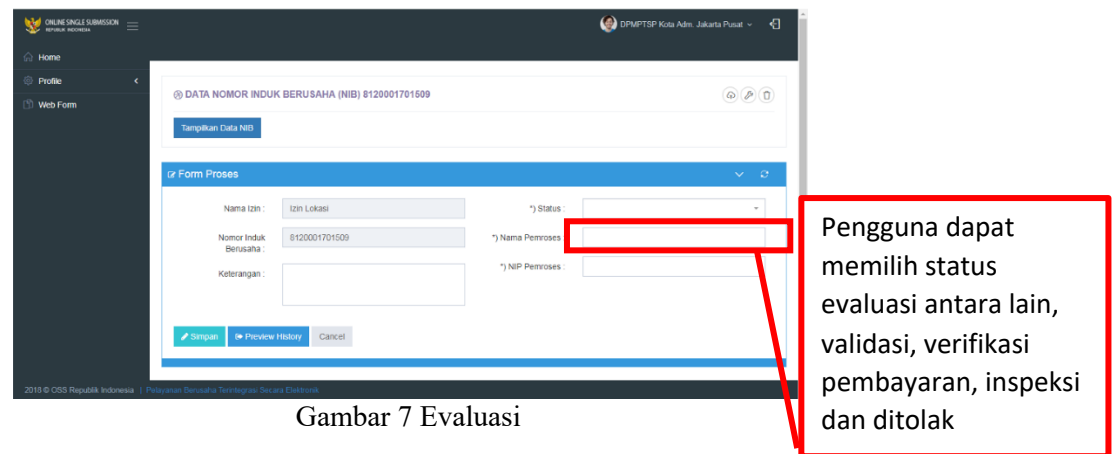 ONLINE SINGLE SUBMISSION
REPUBLIK INDONESIA
DPMPTSP Kota Adm. Jakarta Pusat
Home
Profile
Web Form
DATA NOMOR INDUK BERUSAHA (NIB) 8120001701509
Tampilkan Data NIB
Form Proses
Nama Izin : Izin Lokasi
*) Status :
Nomor Induk Berusaha : 8120001701509
*) Nama Pemroses :
Keterangan :
*) NIP Pemroses :
Simpan Preview History Cancel
2018 © OSS Republik Indonesia | Pelayanan Berusaha Terintegrasi Secara Elektronik
Pengguna dapat
memilih status
evaluasi antara lain,
validasi, verifikasi
pembayaran, inspeksi
dan ditolak
Gambar 7 Evaluasi